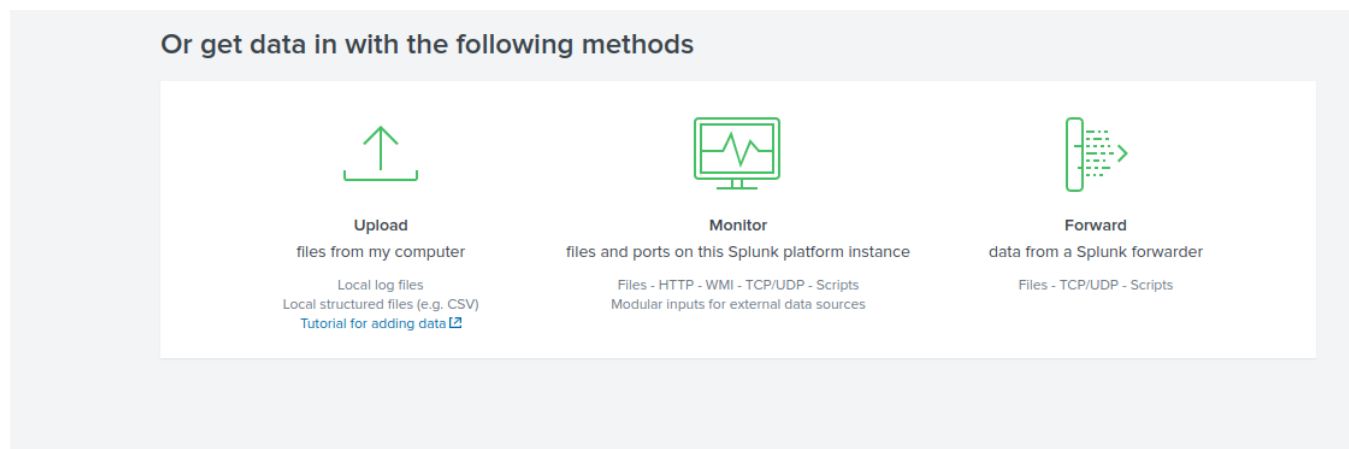 Or get data in with the following methods
Upload
files from my computer
Local log files
Local structured files (e.g. CSV)
Tutorial for adding data
Monitor
files and ports on this Splunk platform instance
Files - HTTP - WMI - TCP/UDP - Scripts
Modular inputs for external data sources
Forward
data from a Splunk forwarder
Files - TCP/UDP - Scripts